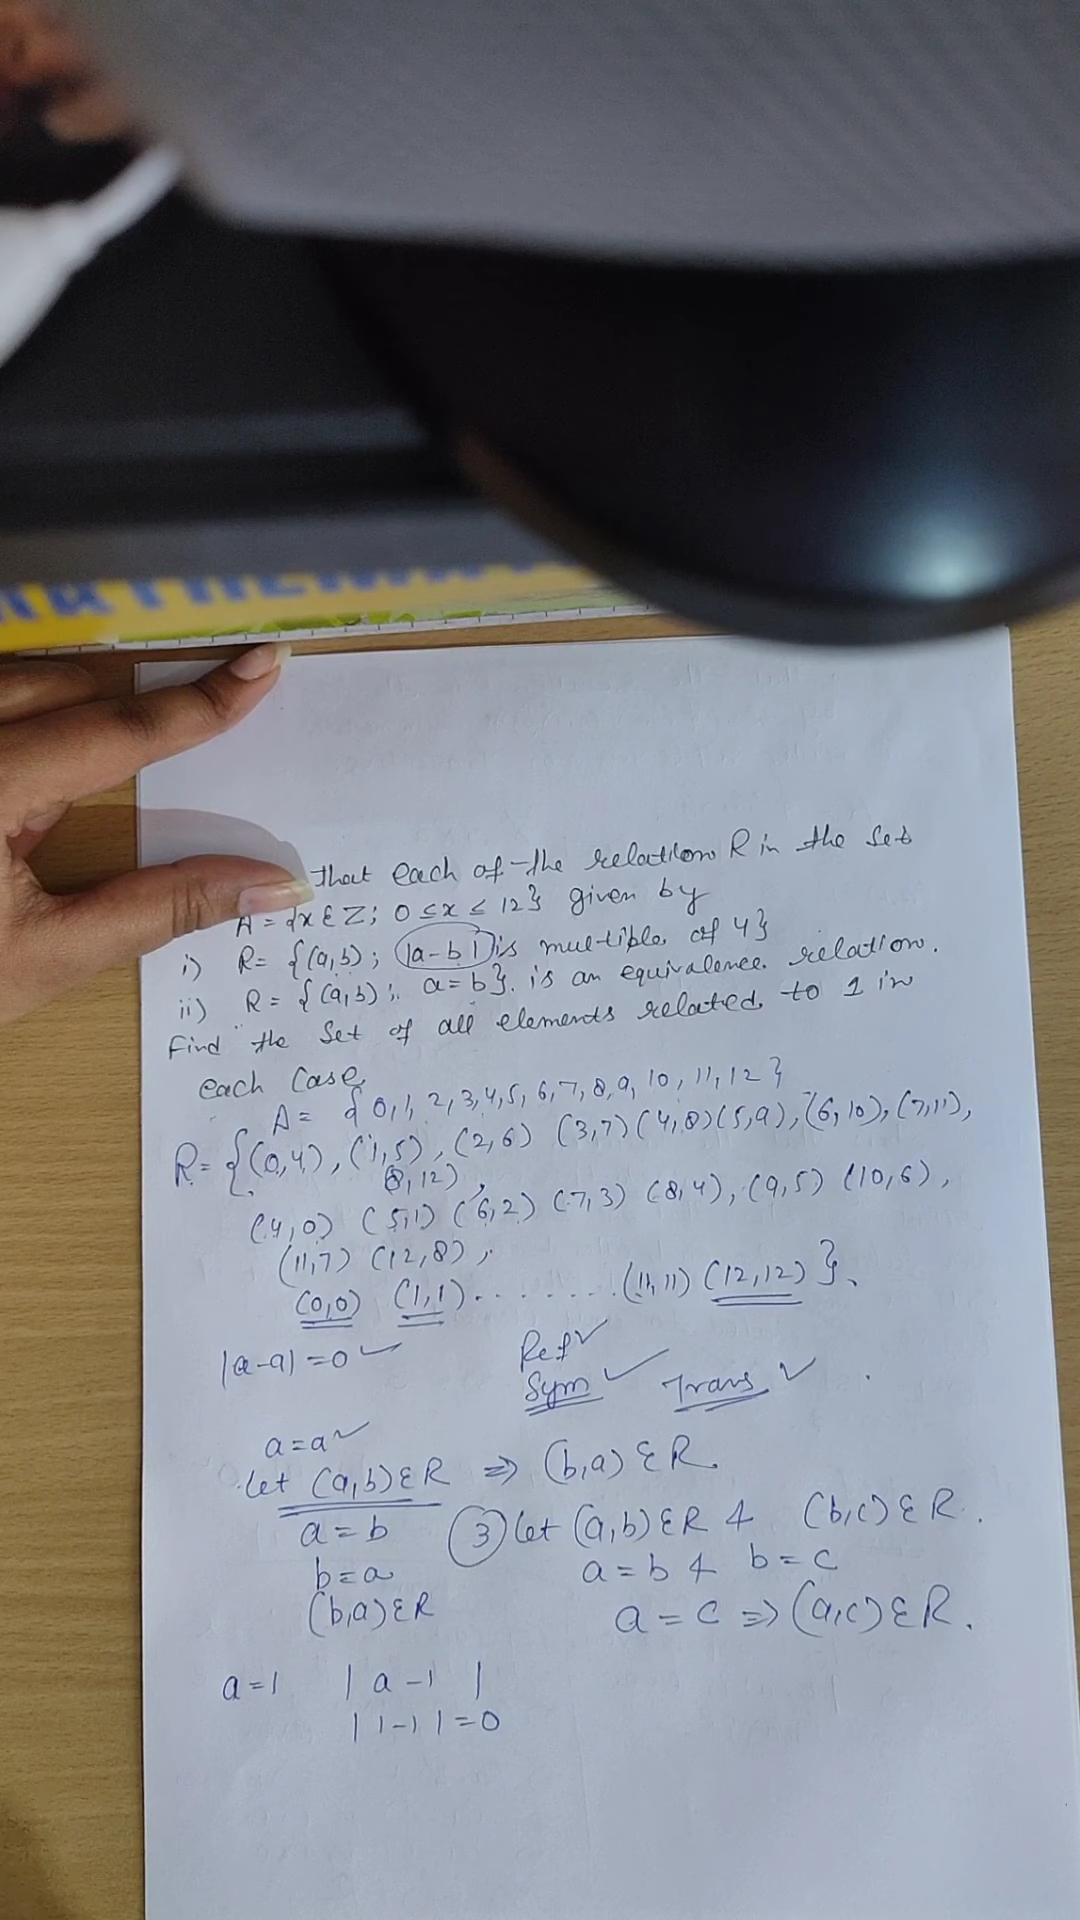 that each of the relation R in the set
A = {x ε Z; 0 ≤ x ≤ 12} given by
i) R = {(a,b); |a-b| is multiple of 4}
ii) R = {(a,b); a=b}. is an equivalence relation.
Find the Set of all elements related to 1 in
each Case
A = {0,1,2,3,4,5,6,7,8,9,10,11,12}
R = {(0,4), (1,5), (2,6) (3,7) (4,8) (5,9), (6,10), (7,11),
(8,12),
(4,0) (5,1) (6,2) (7,3) (8,4), (9,5) (10,6),
(11,7) (12,8),
(0,0) (1,1) . . . . . . . . (11,11) (12,12)}.
|a-a| = 0 ✓ Ref ✓
Sym ✓ Trans ✓
a=a ✓
Let (a,b) ε R ⇒ (b,a) ε R.
a = b ③ Let (a,b) ε R & (b,c) ε R.
b = a a = b & b = c
(b,a) ε R a = c ⇒ (a,c) ε R.
a=1 |a-1|
|1-1| = 0